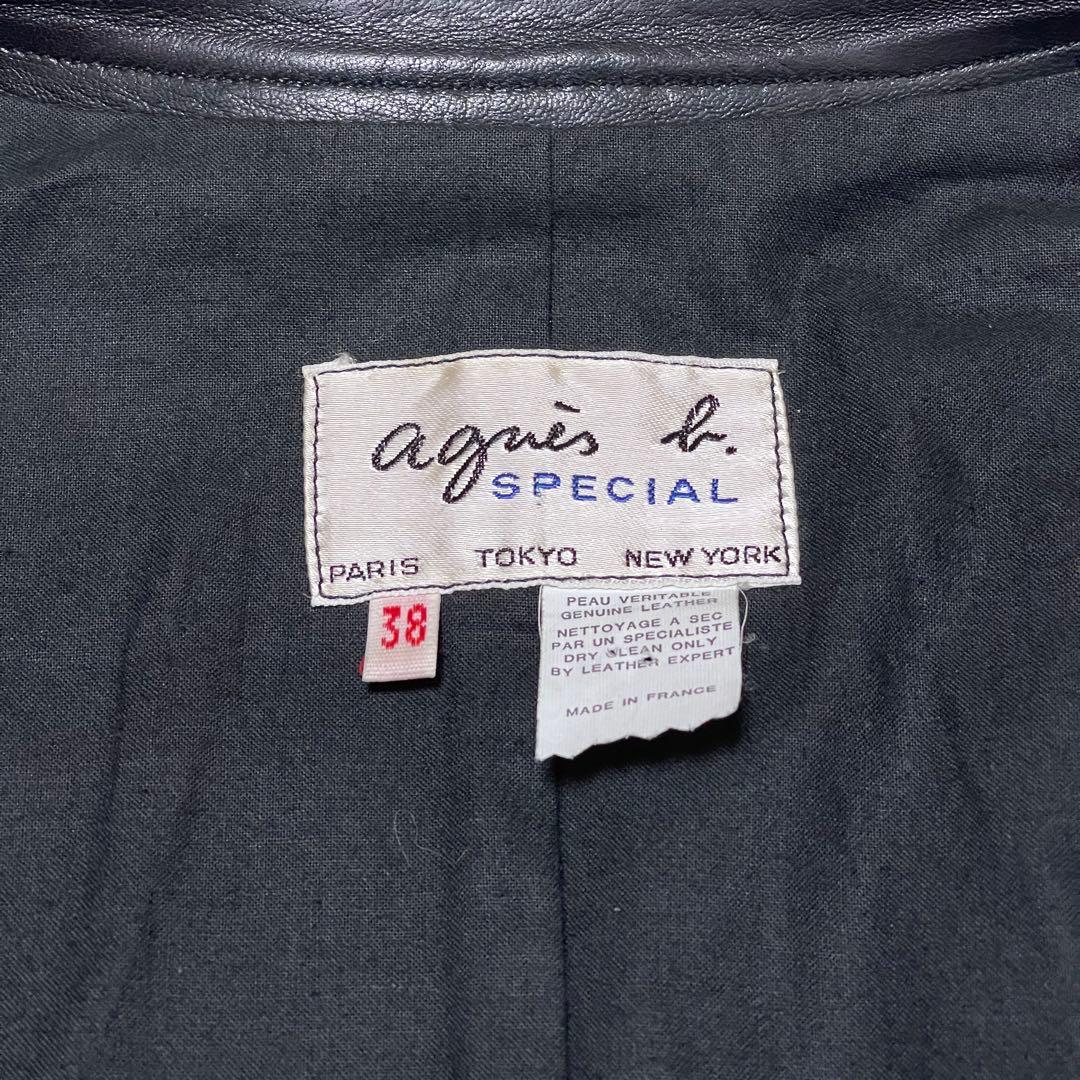 agnès b.
SPECIAL
PARIS TOKYO NEW YORK
38
PEAU VERITABLE
GENUINE LEATHER
NETTOYAGE A SEC
PAR UN SPECIALISTE
DRY CLEAN ONLY
BY LEATHER EXPERT
MADE IN FRANCE